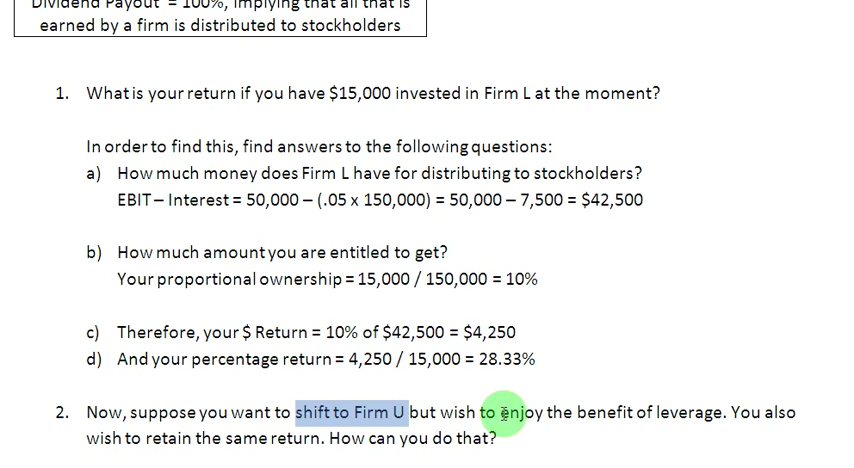 Dividend Payout = 100%, implying that all that is
earned by a firm is distributed to stockholders
1. What is your return if you have $15,000 invested in Firm L at the moment?
In order to find this, find answers to the following questions:
a) How much money does Firm L have for distributing to stockholders?
EBIT – Interest = 50,000 – (.05 x 150,000) = 50,000 – 7,500 = $42,500
b) How much amount you are entitled to get?
Your proportional ownership = 15,000 / 150,000 = 10%
c) Therefore, your $ Return = 10% of $42,500 = $4,250
d) And your percentage return = 4,250 / 15,000 = 28.33%
2. Now, suppose you want to shift to Firm U but wish to enjoy the benefit of leverage. You also
wish to retain the same return. How can you do that?